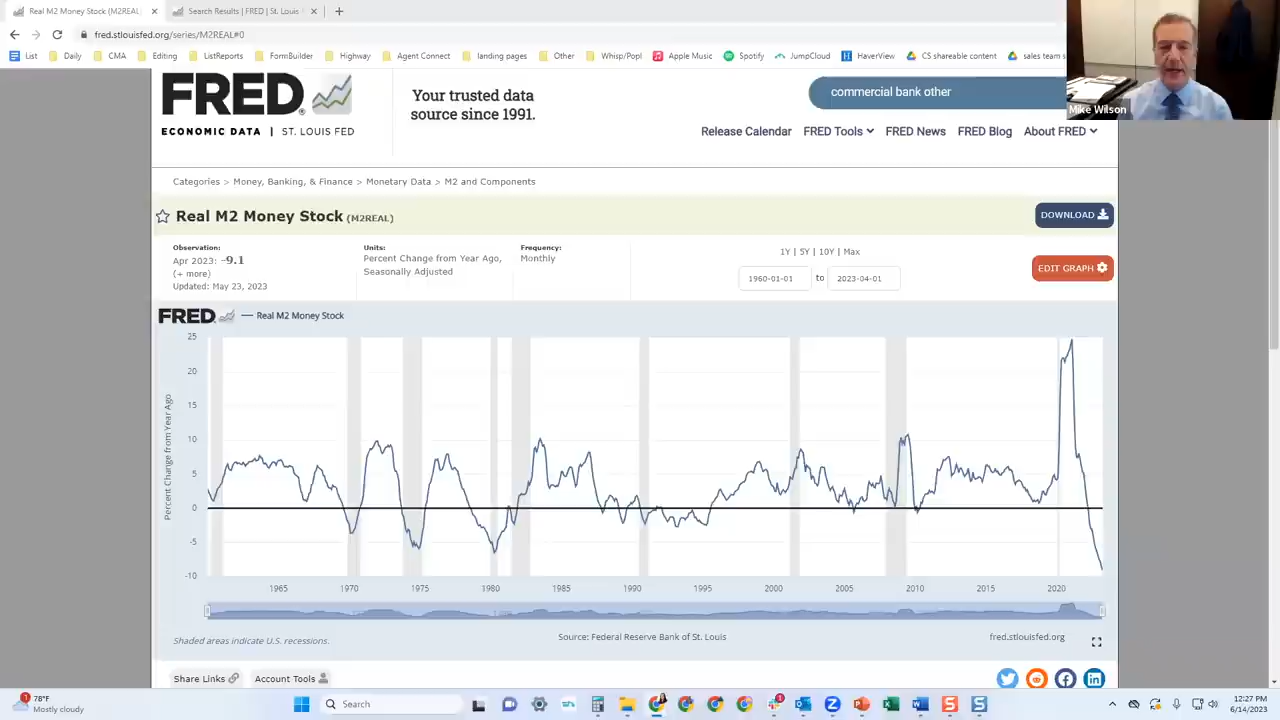 Real M2 Money Stock (M2REAL)
Search Results | FRED | St. Louis
fred.stlouisfed.org/series/M2REAL#0
List
Daily
CMA
Editing
ListReports
FormBuilder
Highway
Agent Connect
landing pages
Other
Whisp/Popl
Apple Music
Spotify
JumpCloud
HaverView
CS shareable content
sales team s
Mike Wilson
FRED
ECONOMIC DATA | ST. LOUIS FED
Your trusted data
source since 1991.
commercial bank other
Release Calendar FRED Tools FRED News FRED Blog About FRED
Categories > Money, Banking, & Finance > Monetary Data > M2 and Components
Real M2 Money Stock (M2REAL)
DOWNLOAD
Observation:
Apr 2023: -9.1
(+ more)
Updated: May 23, 2023
Units:
Percent Change from Year Ago,
Seasonally Adjusted
Frequency:
Monthly
1Y | 5Y | 10Y | Max
1960-01-01 to 2023-04-01
EDIT GRAPH
FRED — Real M2 Money Stock
Percent Change from Year Ago
25
20
15
10
5
0
-5
-10
1965 1970 1975 1980 1985 1990 1995 2000 2005 2010 2015 2020
Shaded areas indicate U.S. recessions.
Source: Federal Reserve Bank of St. Louis
fred.stlouisfed.org
Share Links
Account Tools
1
78°F
Mostly cloudy
Search
1
12:27 PM
6/14/2023